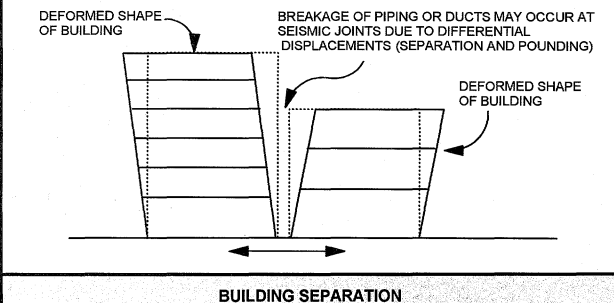 DEFORMED SHAPE
OF BUILDING
BREAKAGE OF PIPING OR DUCTS MAY OCCUR AT
SEISMIC JOINTS DUE TO DIFFERENTIAL
DISPLACEMENTS (SEPARATION AND POUNDING)
DEFORMED SHAPE
OF BUILDING
BUILDING SEPARATION